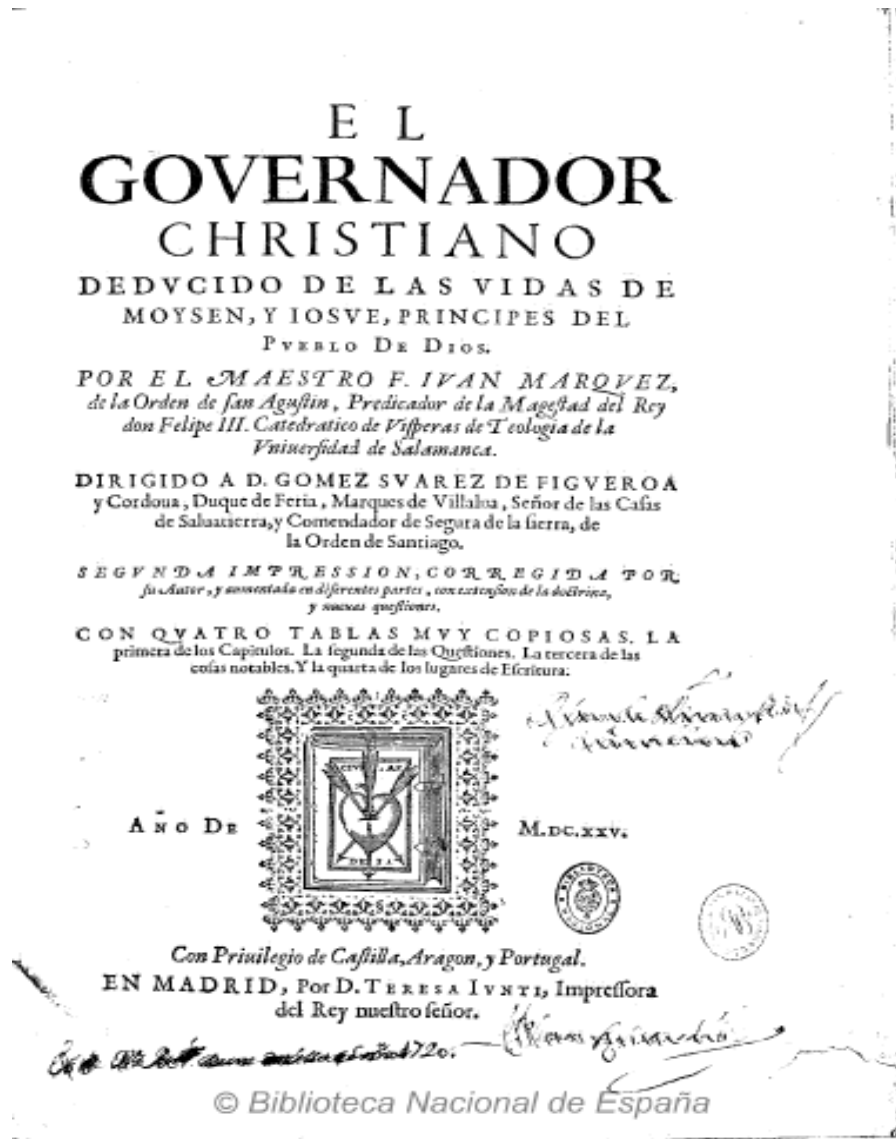 E L
GOVERNADOR
CHRISTIANO
DEDVCIDO DE LAS VIDAS DE
MOYSEN, Y IOSVE, PRINCIPES DEL
PVEBLO DE DIOS.
POR EL MAESTRO F. IVAN MARQVEZ,
de la Orden de ſan Aguſtin, Predicador de la Mageſtad del Rey
don Felipe III. Catedratico de Viſperas de Teologia de la
Vniuerſidad de Salamanca.
DIRIGIDO A D. GOMEZ SVAREZ DE FIGVEROA
y Cordoua, Duque de Feria, Marques de Villalua, Señor de las Caſas
de Saluatierra, y Comendador de Segura de la ſierra, de
la Orden de Santiago.
SEGVNDA IMPRESSION, CORREGIDA POR
ſu Autor, y aumentada en diferentes partes, con extenſion de la doctrina,
y nueuas queſtiones.
CON QVATRO TABLAS MVY COPIOSAS. LA
primera de los Capitulos. La ſegunda de las Queſtiones. La tercera de las
coſas notables. Y la quarta de los lugares de Eſcritura.
AÑO DE
M.DC.XXV.
Con Priuilegio de Caſtilla, Aragon, y Portugal.
EN MADRID, Por D. TERESA IVNTI, Impreſſora
del Rey nueſtro ſeñor.
1720.
© Biblioteca Nacional de España